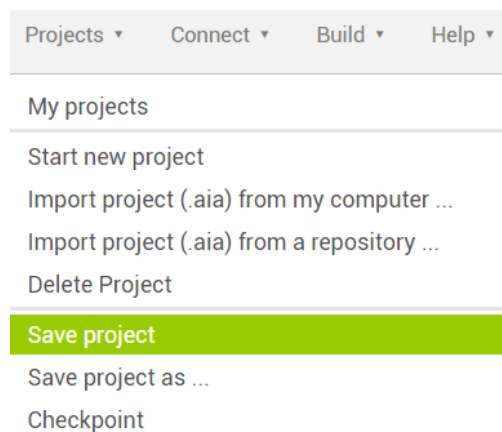 Projects ▾ Connect ▾ Build ▾ Help ▾
My projects
Start new project
Import project (.aia) from my computer ...
Import project (.aia) from a repository ...
Delete Project
Save project
Save project as ...
Checkpoint